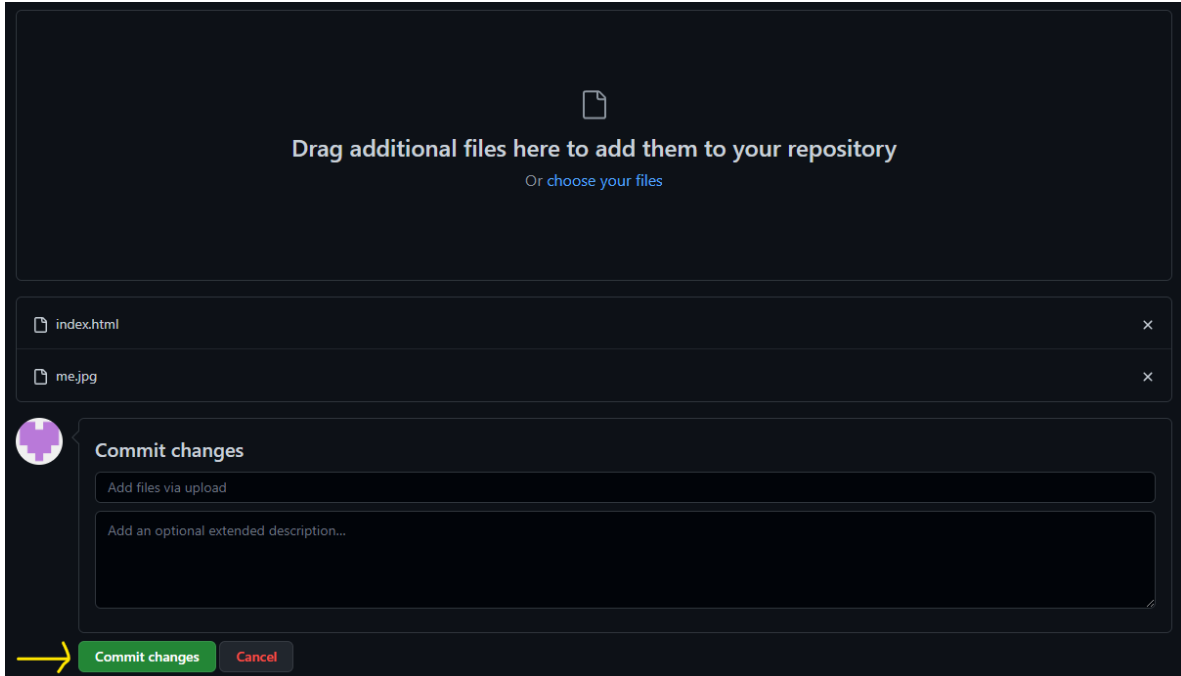 Drag additional files here to add them to your repository
Or choose your files
index.html
me.jpg
Commit changes
Add files via upload
Add an optional extended description...
Commit changes
Cancel